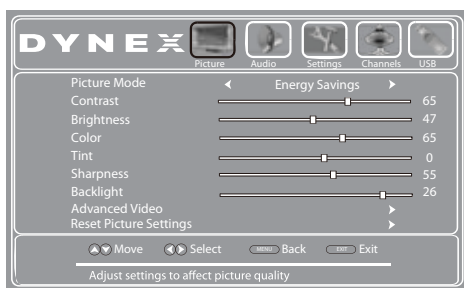 DYNEX
Picture Audio Settings Channels USB
Picture Mode Energy Savings
Contrast 65
Brightness 47
Color 65
Tint 0
Sharpness 55
Backlight 26
Advanced Video
Reset Picture Settings
Move Select MENU Back EXIT Exit
Adjust settings to affect picture quality